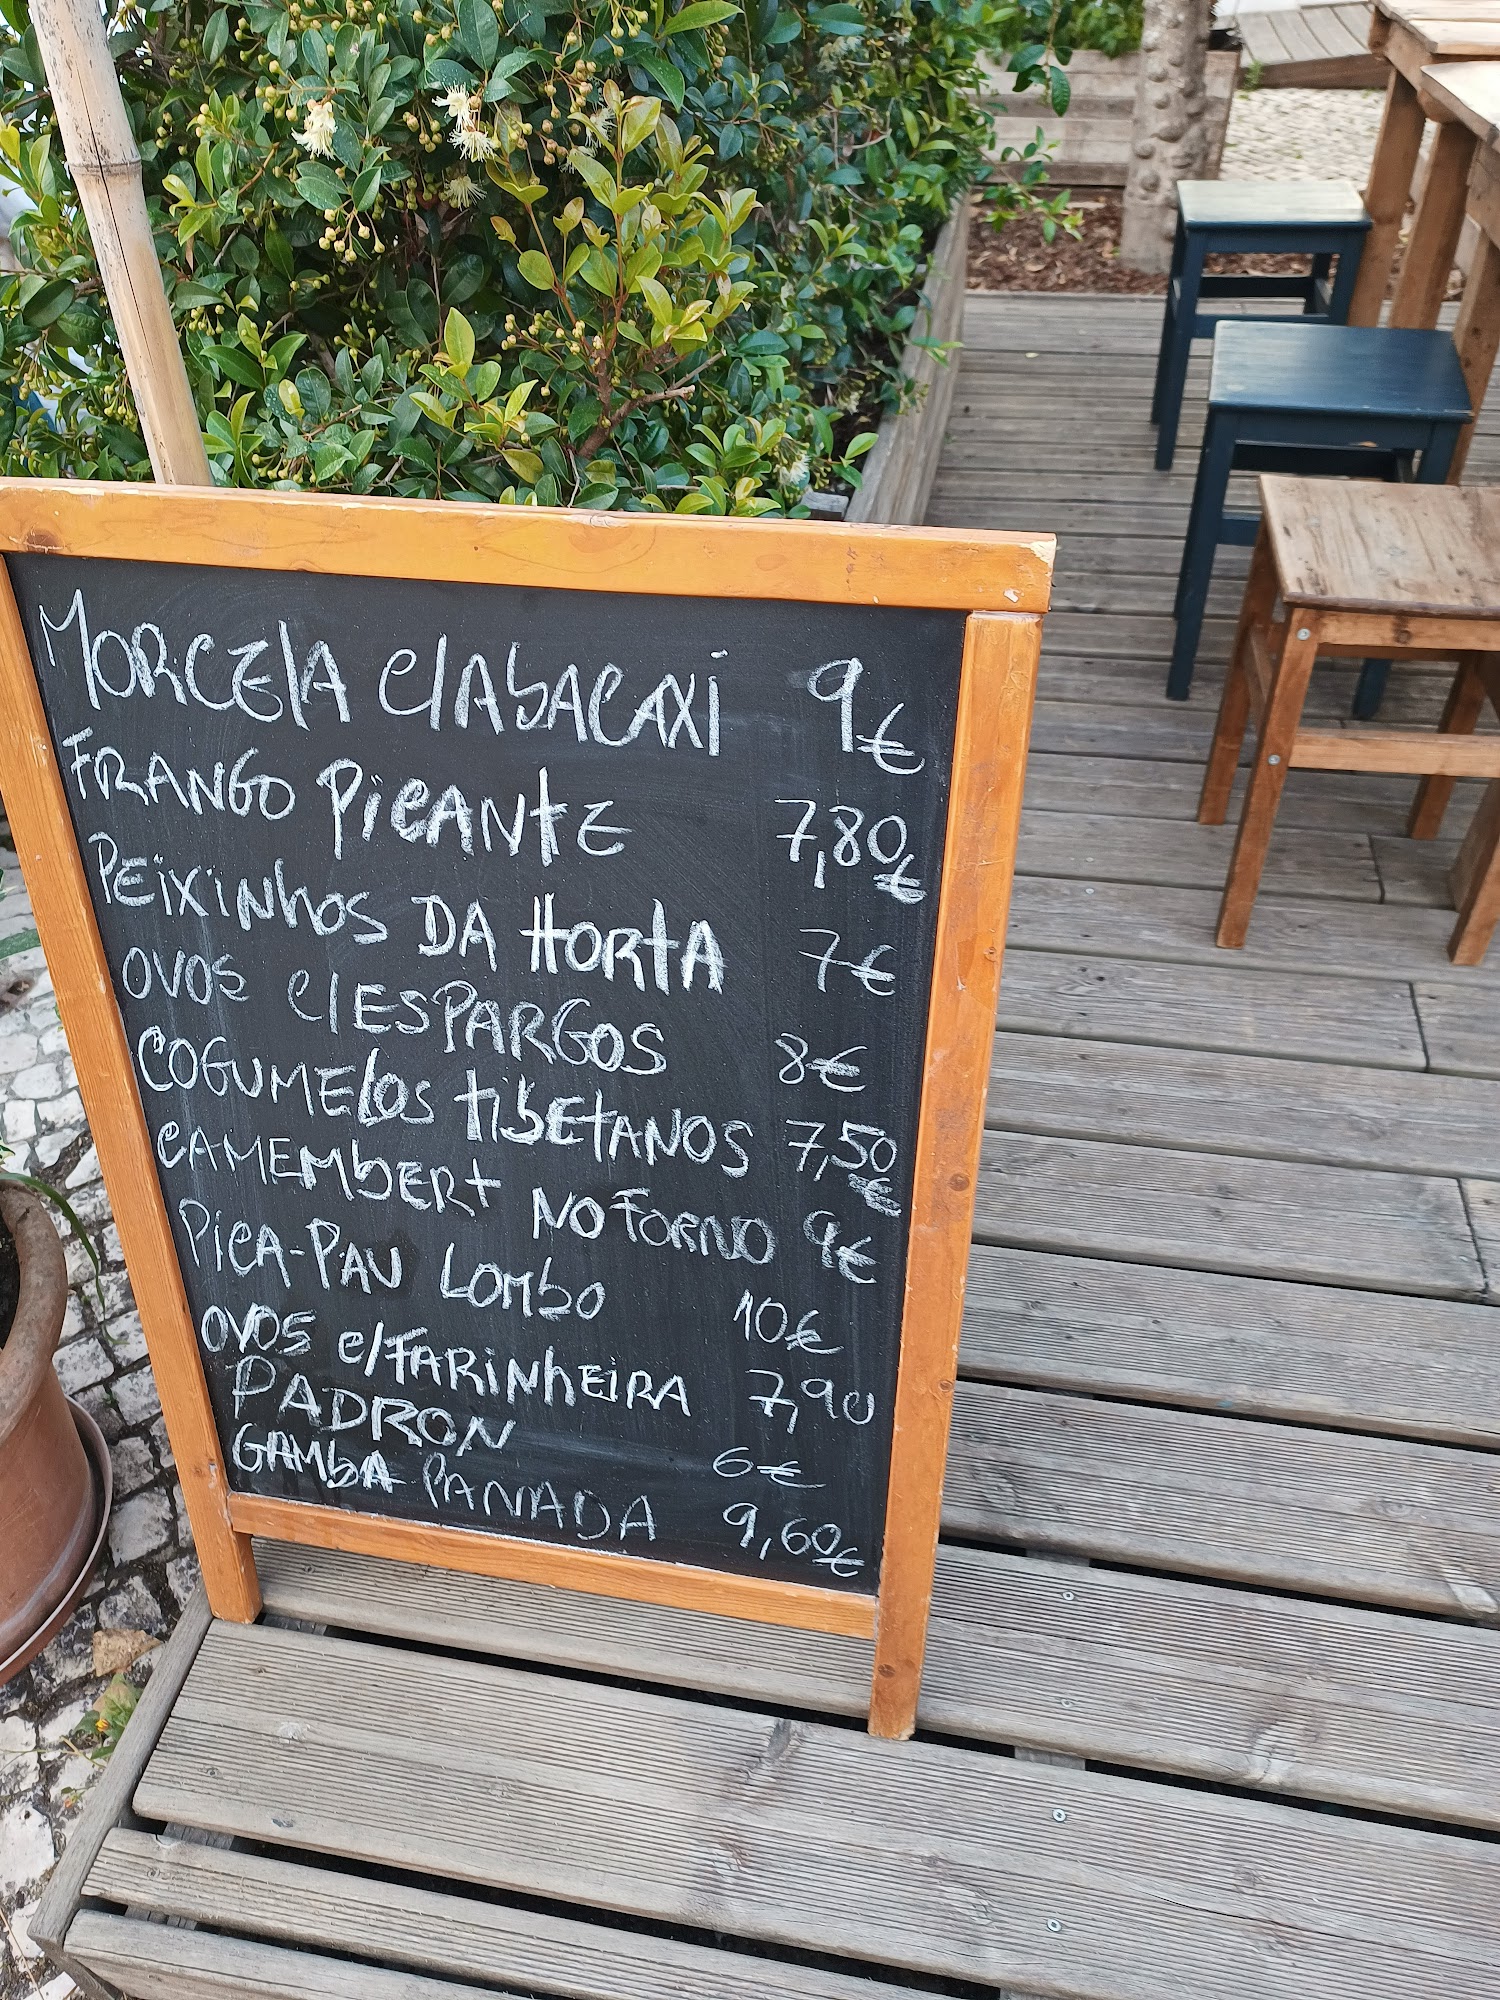 MORCELA C/ABACAXI 9€
FRANGO PICANTE 7,80€
PEIXINHOS DA HORTA 7€
OVOS C/ESPARGOS 8€
COGUMELOS TIBETANOS 7,50€
CAMEMBERT NO FORNO 9€
PICA-PAU LOMBO 10€
OVOS C/FARINHEIRA 7,90
PADRON 6€
GAMBA PANADA 9,60€